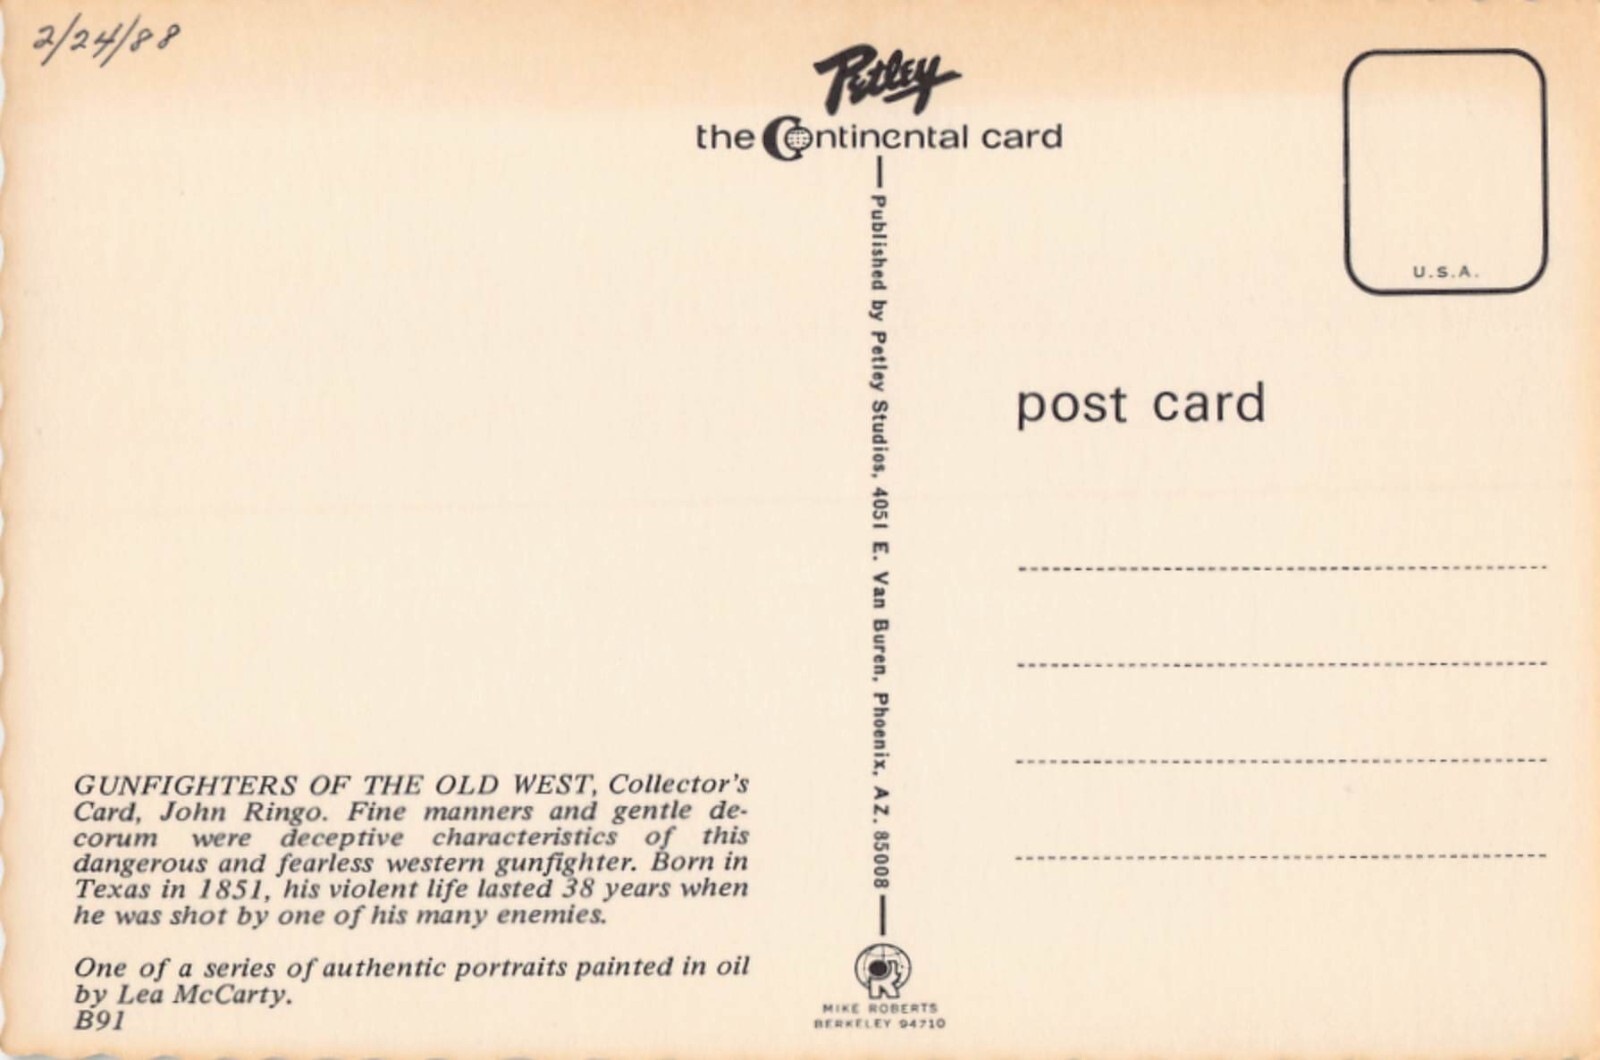 2/24/88
Petley
the Continental card
Published by Petley Studios, 4051 E. Van Buren, Phoenix, AZ. 85008
U.S.A.
post card
GUNFIGHTERS OF THE OLD WEST, Collector's
Card, John Ringo. Fine manners and gentle de-
corum were deceptive characteristics of this
dangerous and fearless western gunfighter. Born in
Texas in 1851, his violent life lasted 38 years when
he was shot by one of his many enemies.
One of a series of authentic portraits painted in oil
by Lea McCarty.
B91
MIKE ROBERTS
BERKELEY 94710